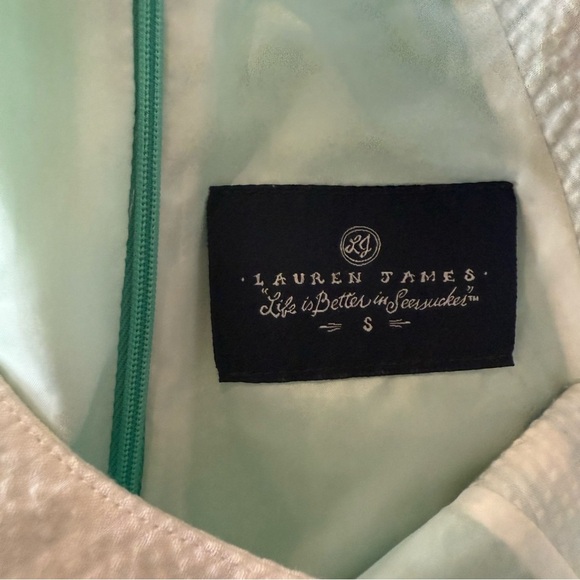 LJ
· LAUREN JAMES ·
"Life is Better in Seersucker"™
S